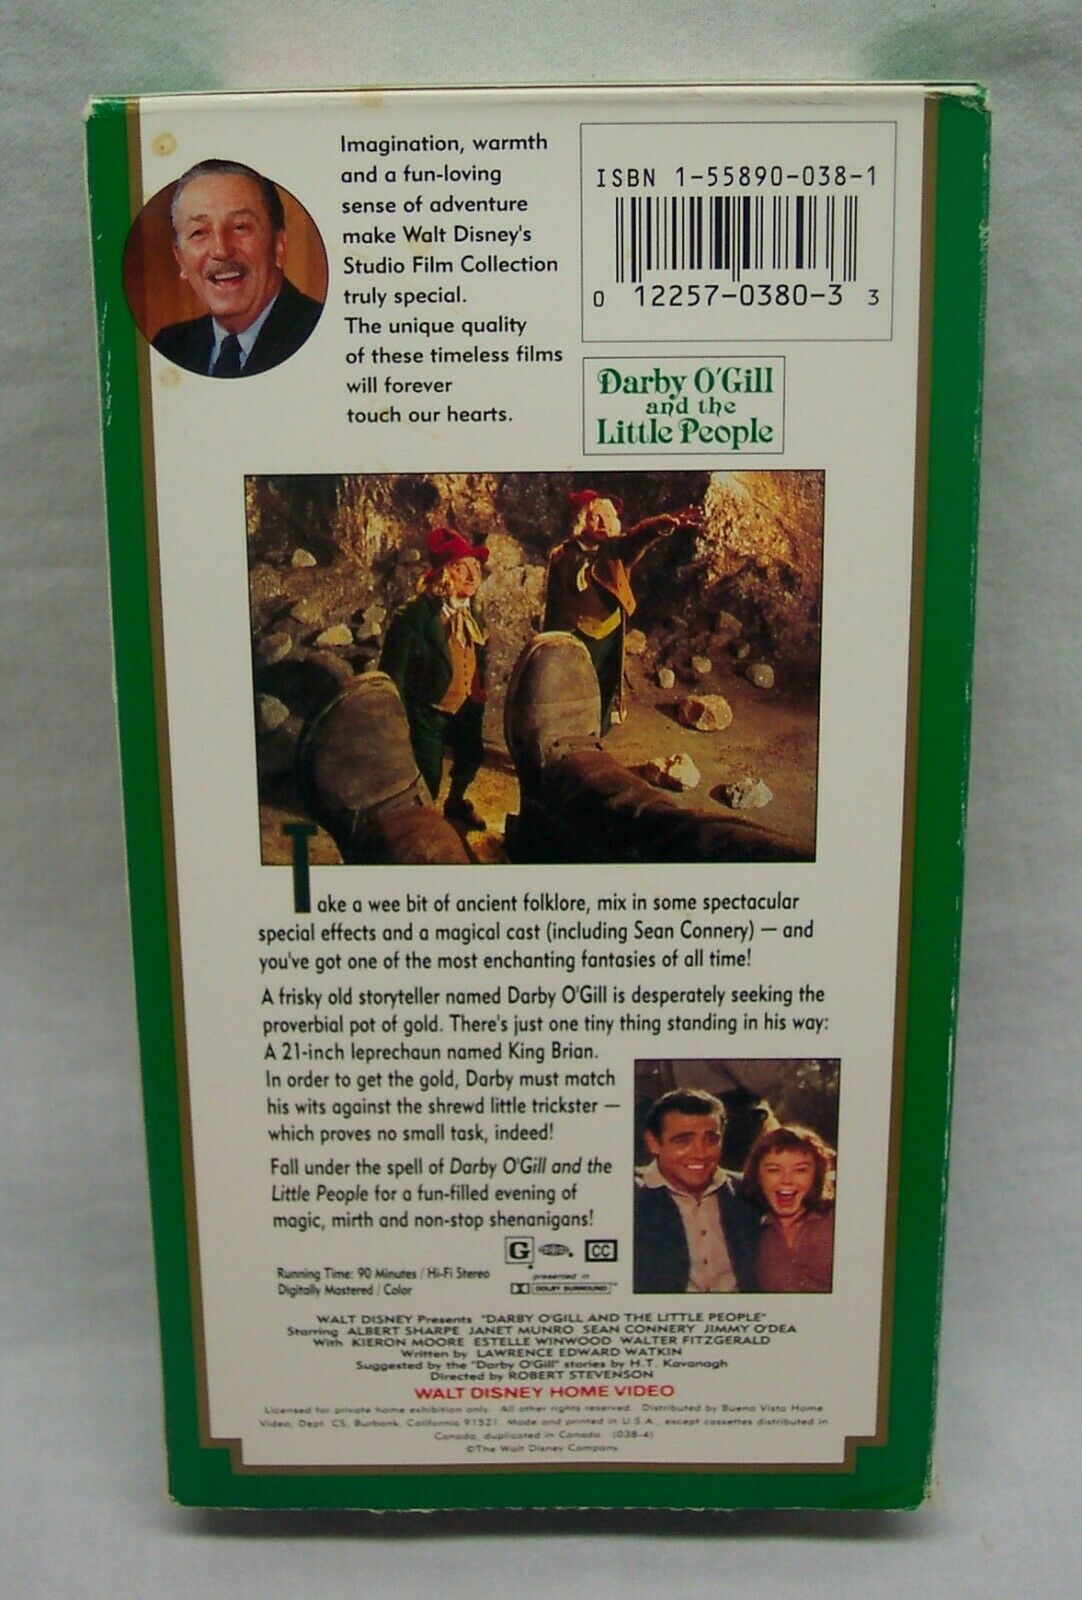 Imagination, warmth
and a fun-loving
sense of adventure
make Walt Disney's
Studio Film Collection
truly special.
The unique quality
of these timeless films
will forever
touch our hearts.
ISBN 1-55890-038-1
0 12257-0380-3 3
Darby O'Gill
and the
Little People
Take a wee bit of ancient folklore, mix in some spectacular
special effects and a magical cast (including Sean Connery) — and
you've got one of the most enchanting fantasies of all time!
A frisky old storyteller named Darby O'Gill is desperately seeking the
proverbial pot of gold. There's just one tiny thing standing in his way:
A 21-inch leprechaun named King Brian.
In order to get the gold, Darby must match
his wits against the shrewd little trickster —
which proves no small task, indeed!
Fall under the spell of Darby O'Gill and the
Little People for a fun-filled evening of
magic, mirth and non-stop shenanigans!
G CC
Running Time: 90 Minutes / Hi-Fi Stereo
Digitally Mastered / Color
presented in
DOLBY SURROUND
WALT DISNEY Presents "DARBY O'GILL AND THE LITTLE PEOPLE"
Starring ALBERT SHARPE JANET MUNRO SEAN CONNERY JIMMY O'DEA
With KIERON MOORE ESTELLE WINWOOD WALTER FITZGERALD
Written by LAWRENCE EDWARD WATKIN
Suggested by the "Darby O'Gill" stories by H.T. Kavanagh
Directed by ROBERT STEVENSON
WALT DISNEY HOME VIDEO
Licensed for private home exhibition only. All other rights reserved. Distributed by Buena Vista Home
Video, Dept. CS, Burbank, California 91521. Made and printed in U.S.A., except cassettes distributed in
Canada, duplicated in Canada. (038-4)
©The Walt Disney Company